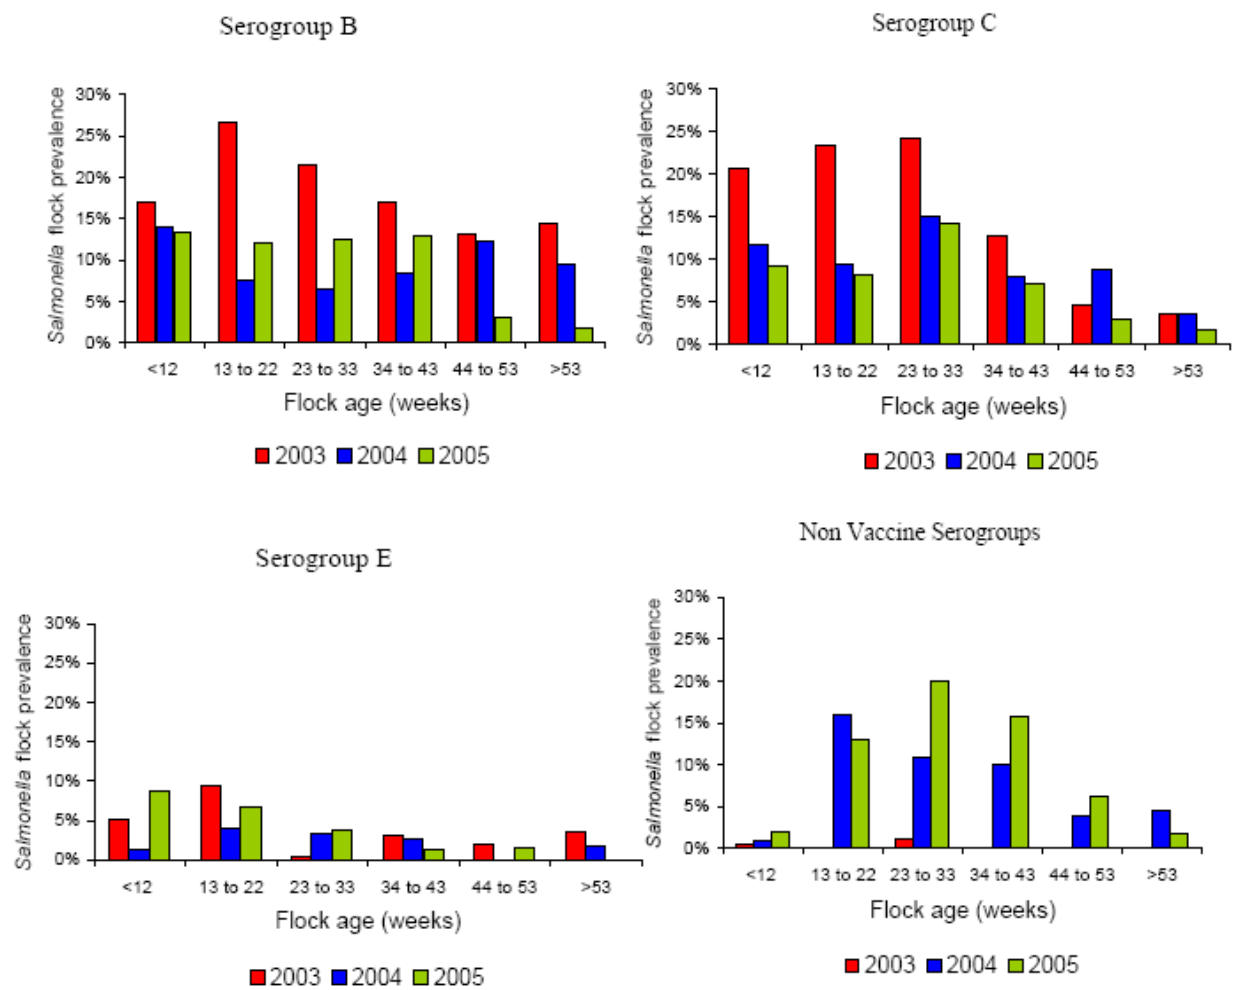 Serogroup B
Salmonella flock prevalence
30%
25%
20%
15%
10%
5%
0%
<12 13 to 22 23 to 33 34 to 43 44 to 53 >53
Flock age (weeks)
2003 2004 2005
Serogroup C
Salmonella flock prevalence
30%
25%
20%
15%
10%
5%
0%
<12 13 to 22 23 to 33 34 to 43 44 to 53 >53
Flock age (weeks)
2003 2004 2005
Serogroup E
Salmonella flock prevalence
30%
25%
20%
15%
10%
5%
0%
<12 13 to 22 23 to 33 34 to 43 44 to 53 >53
Flock age (weeks)
2003 2004 2005
Non Vaccine Serogroups
Salmonella flock prevalence
30%
25%
20%
15%
10%
5%
0%
<12 13 to 22 23 to 33 34 to 43 44 to 53 >53
Flock age (weeks)
2003 2004 2005